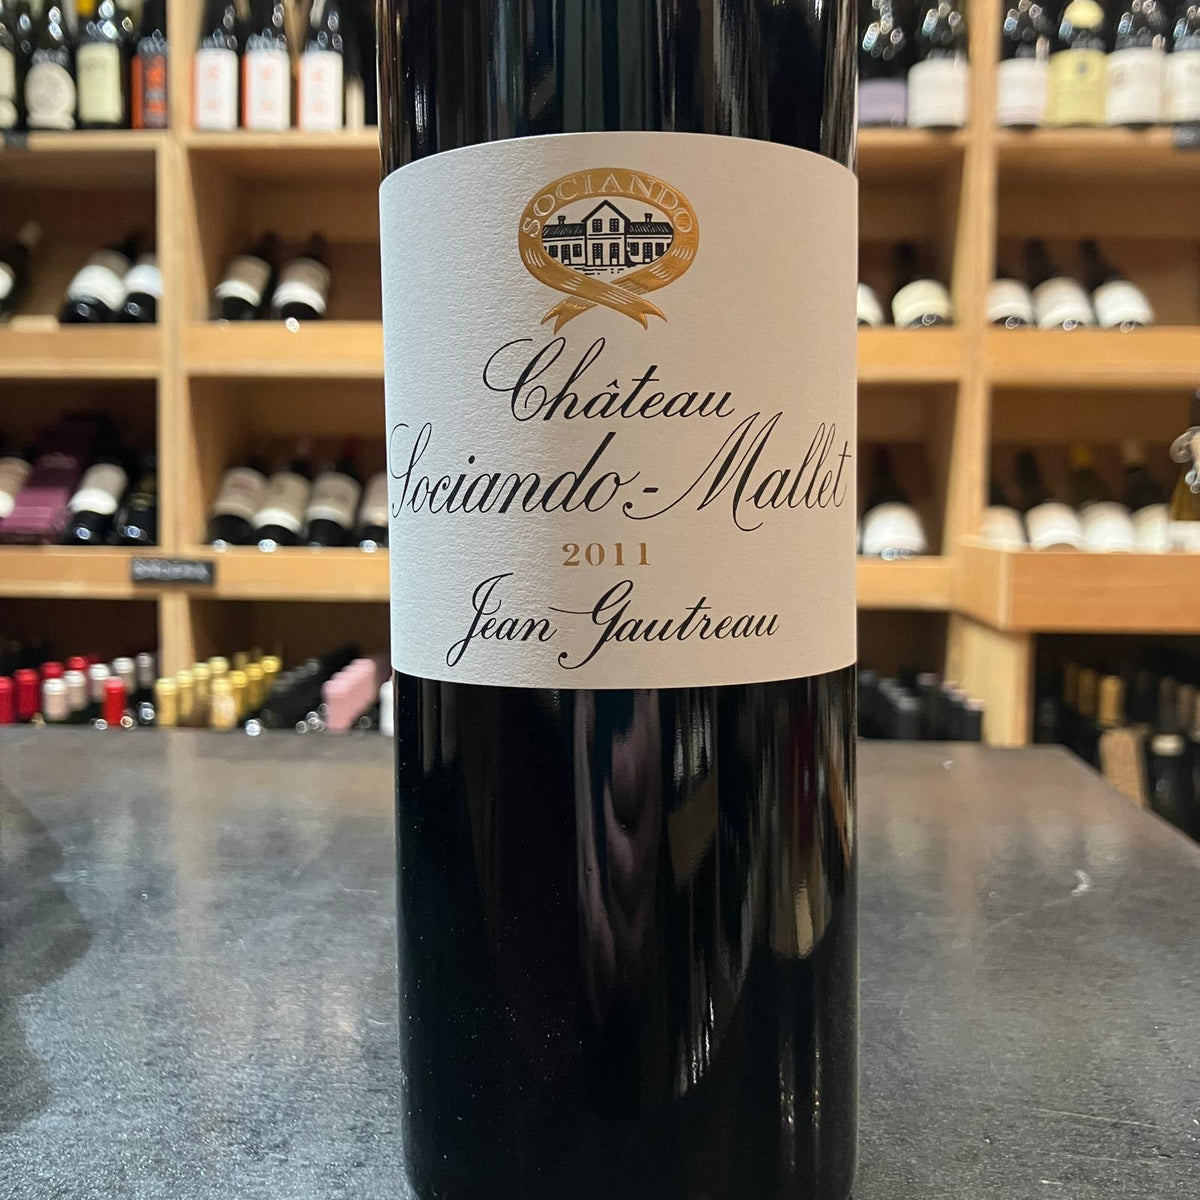 SOCIANDO
Château
Sociando-Mallet
2011
Jean Gautreau